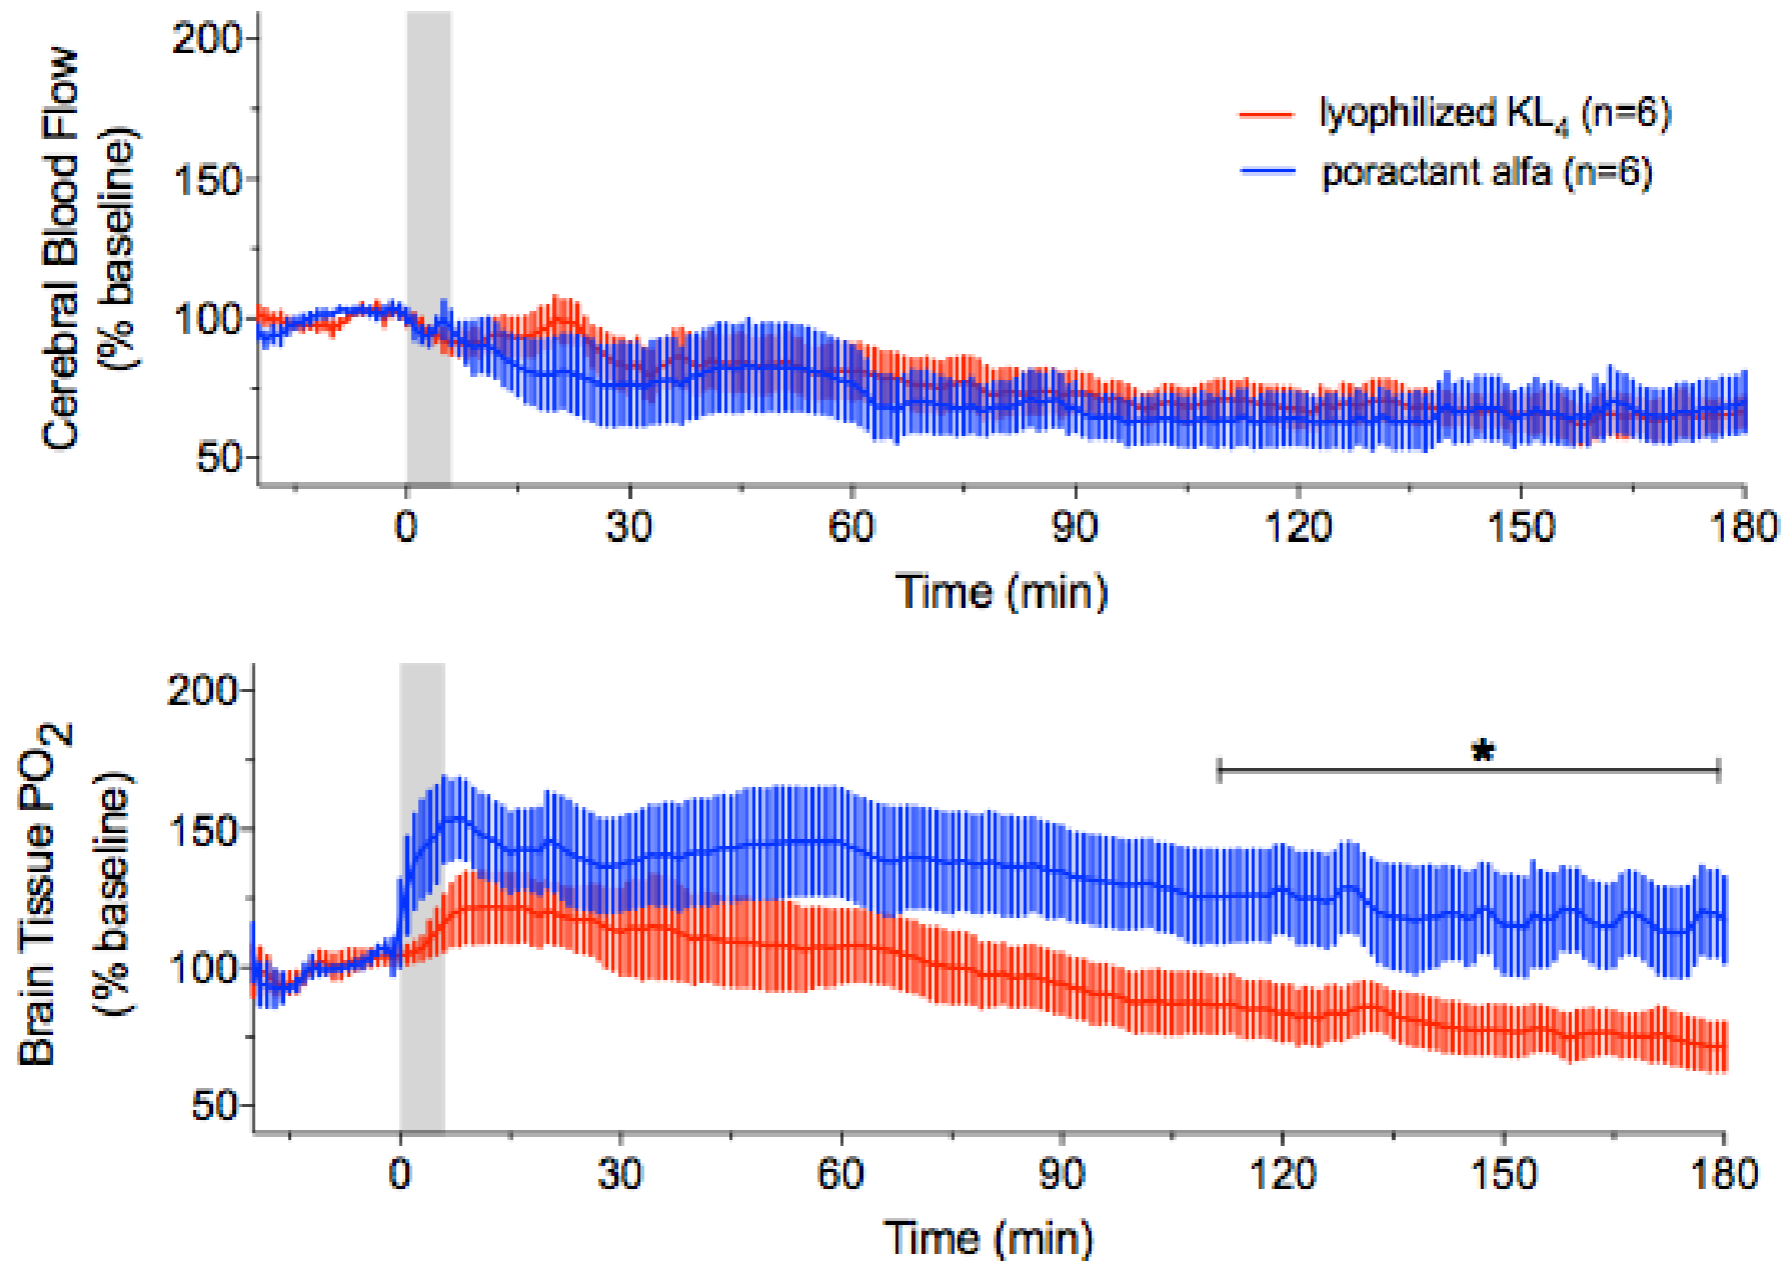 Cerebral Blood Flow
(% baseline)
200
150
100
50
lyophilized KL4 (n=6)
poractant alfa (n=6)
0 30 60 90 120 150 180
Time (min)
Brain Tissue PO2
(% baseline)
200
150
100
50
*
0 30 60 90 120 150 180
Time (min)